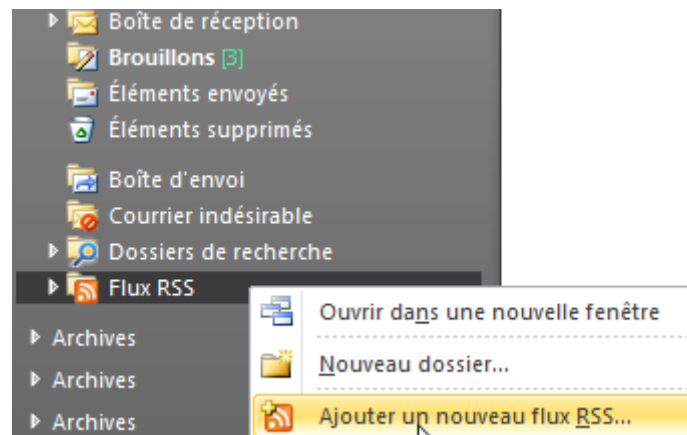 Boîte de réception
Brouillons [3]
Éléments envoyés
Éléments supprimés
Boîte d'envoi
Courrier indésirable
Dossiers de recherche
Flux RSS
Ouvrir dans une nouvelle fenêtre
Archives
Nouveau dossier...
Archives
Ajouter un nouveau flux RSS...
Archives